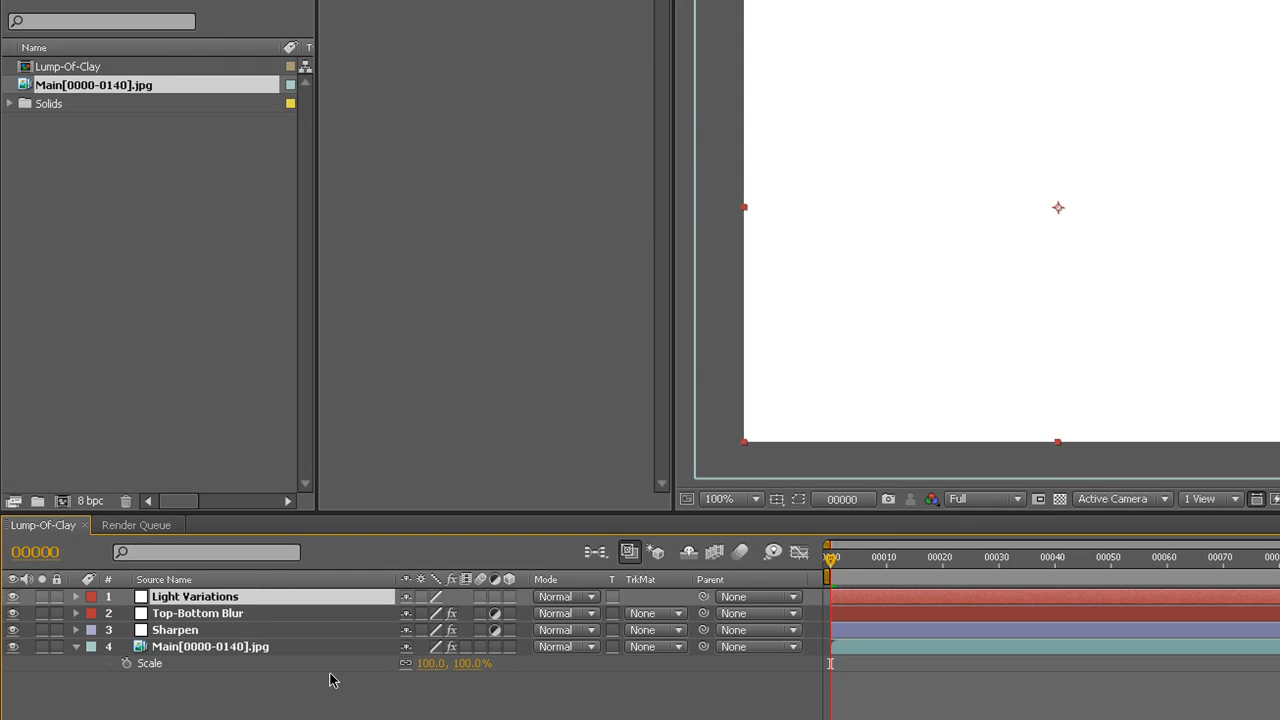 Name T
Lump-Of-Clay
Main[0000-0140].jpg
Solids
8 bpc
100% 00000 Full Active Camera 1 View
Lump-Of-Clay × Render Queue
00000
00010 00020 00030 00040 00050 00060 00070
# Source Name Mode T TrkMat Parent
1 Light Variations Normal None
2 Top-Bottom Blur fx Normal None None
3 Sharpen fx Normal None None
4 Main[0000-0140].jpg fx Normal None None
Scale 100.0, 100.0%